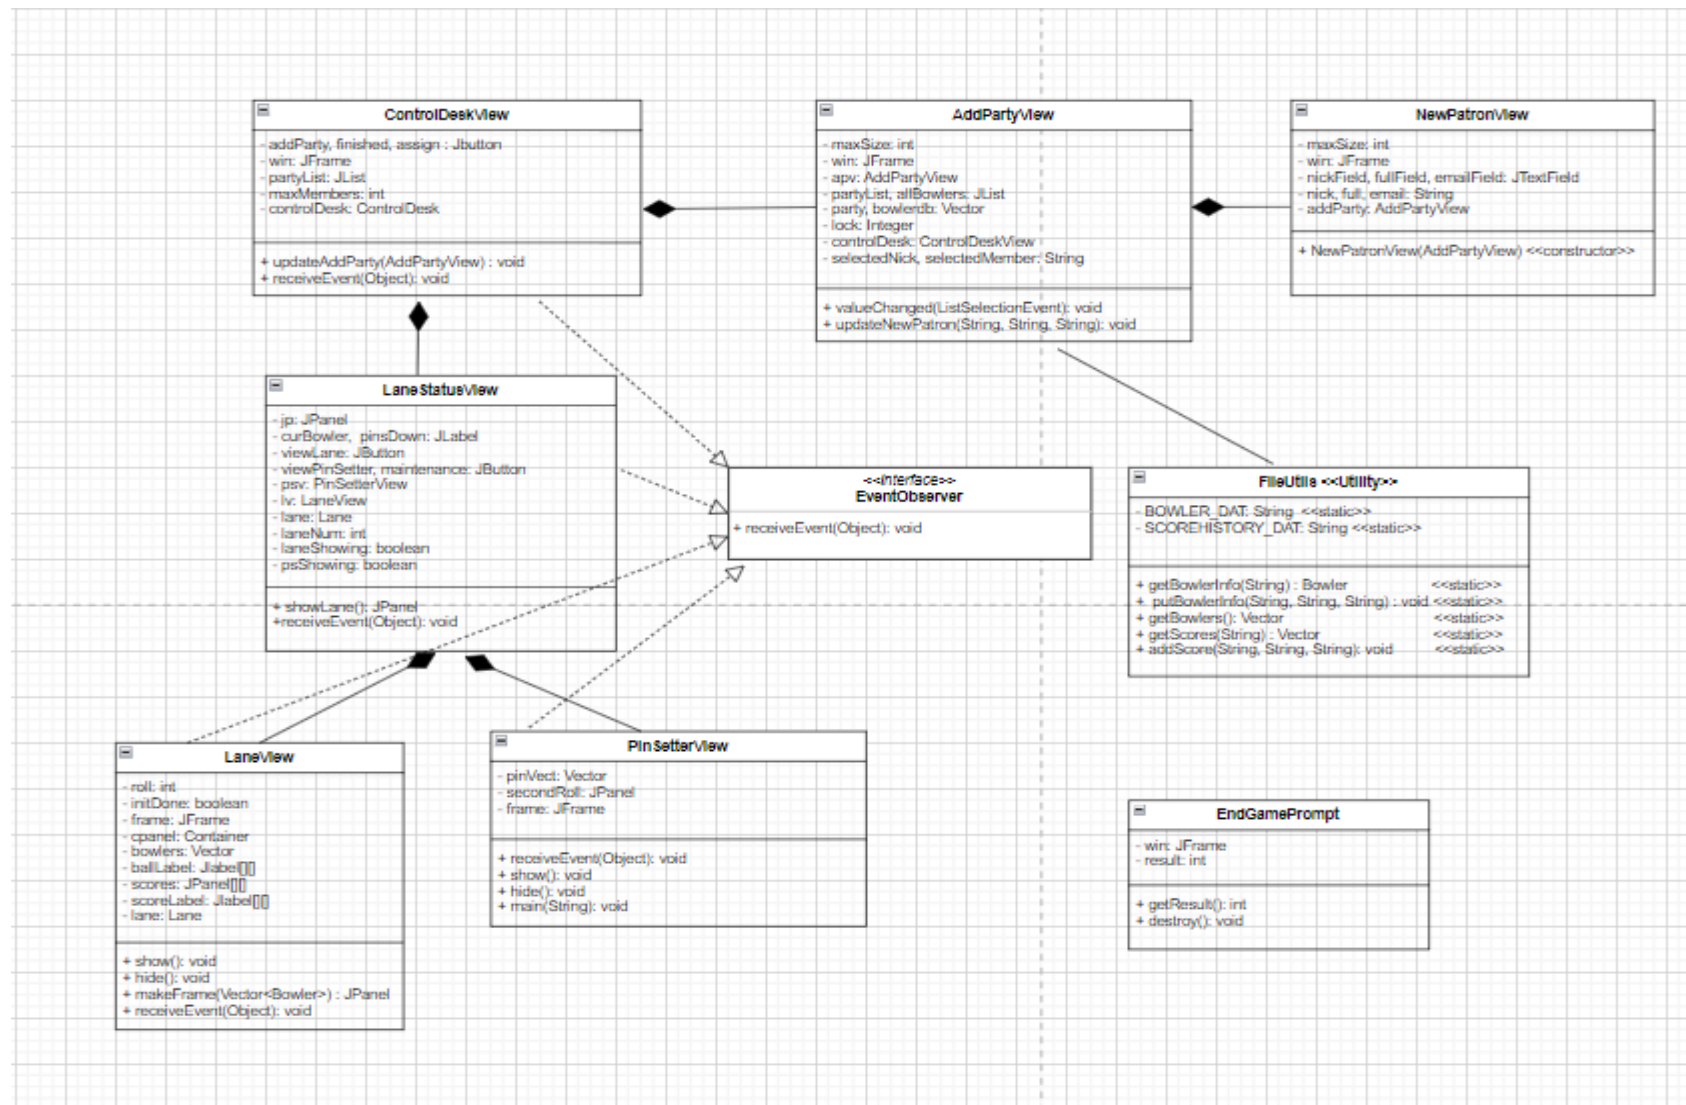 ControlDeskView
- addParty, finished, assign : Jbutton
- win: JFrame
- partyList: JList
- maxMembers: int
- controlDesk: ControlDesk
+ updateAddParty(AddPartyView) : void
+ receiveEvent(Object): void
AddPartyView
- maxSize: int
- win: JFrame
- apv: AddPartyView
- partyList, allBowlers: JList
- party, bowlerdb: Vector
- lock: Integer
- controlDesk: ControlDeskView
- selectedNick, selectedMember: String
+ valueChanged(ListSelectionEvent): void
+ updateNewPatron(String, String, String): void
NewPatronView
- maxSize: int
- win: JFrame
- nickField, fullField, emailField: JTextField
- nick, full, email: String
- addParty: AddPartyView
+ NewPatronView(AddPartyView) <<constructor>>
LaneStatusView
- jp: JPanel
- curBowler, pinsDown: JLabel
- viewLane: JButton
- viewPinSetter, maintenance: JButton
- psv: PinSetterView
- lv: LaneView
- lane: Lane
- laneNum: int
- laneShowing: boolean
- psShowing: boolean
+ showLane(): JPanel
+receiveEvent(Object): void
<<interface>>
EventObserver
+ receiveEvent(Object): void
FileUtils <<Utility>>
- BOWLER_DAT: String <<static>>
- SCOREHISTORY_DAT: String <<static>>
+ getBowlerInfo(String) : Bowler <<static>>
+ putBowlerInfo(String, String, String) : void <<static>>
+ getBowlers(): Vector <<static>>
+ getScores(String) : Vector <<static>>
+ addScore(String, String, String): void <<static>>
LaneView
- roll: int
- initDone: boolean
- frame: JFrame
- cpanel: Container
- bowlers: Vector
- ballLabel: Jlabel[][]
- scores: JPanel[][]
- scoreLabel: Jlabel[][]
- lane: Lane
+ show(): void
+ hide(): void
+ makeFrame(Vector<Bowler>) : JPanel
+ receiveEvent(Object): void
PinSetterView
- pinVect: Vector
- secondRoll: JPanel
- frame: JFrame
+ receiveEvent(Object): void
+ show(): void
+ hide(): void
+ main(String): void
EndGamePrompt
- win: JFrame
- result: int
+ getResult(): int
+ destroy(): void